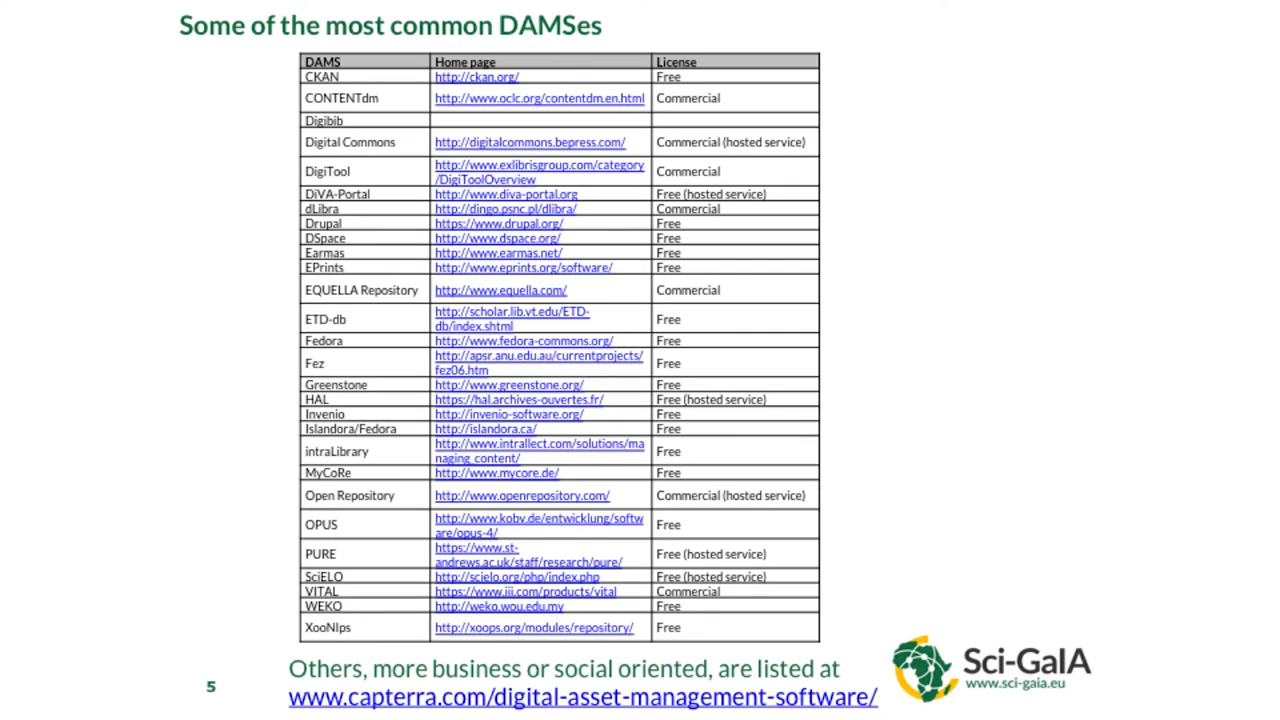 Some of the most common DAMSes
DAMS Home page License
CKAN http://ckan.org/ Free
CONTENTdm http://www.oclc.org/contentdm.en.html Commercial
Digibib
Digital Commons http://digitalcommons.bepress.com/ Commercial (hosted service)
DigiTool http://www.exlibrisgroup.com/category
/DigiToolOverview Commercial
DiVA-Portal http://www.diva-portal.org Free (hosted service)
dLibra http://dingo.psnc.pl/dlibra/ Commercial
Drupal https://www.drupal.org/ Free
DSpace http://www.dspace.org/ Free
Earmas http://www.earmas.net/ Free
EPrints http://www.eprints.org/software/ Free
EQUELLA Repository http://www.equella.com/ Commercial
ETD-db http://scholar.lib.vt.edu/ETD-
db/index.shtml Free
Fedora http://www.fedora-commons.org/ Free
Fez http://apsr.anu.edu.au/currentprojects/
fez06.htm Free
Greenstone http://www.greenstone.org/ Free
HAL https://hal.archives-ouvertes.fr/ Free (hosted service)
Invenio http://invenio-software.org/ Free
Islandora/Fedora http://islandora.ca/ Free
intraLibrary http://www.intrallect.com/solutions/ma
naging_content/ Free
MyCoRe http://www.mycore.de/ Free
Open Repository http://www.openrepository.com/ Commercial (hosted service)
OPUS http://www.kobv.de/entwicklung/softw
are/opus-4/ Free
PURE https://www.st-
andrews.ac.uk/staff/research/pure/ Free (hosted service)
SciELO http://scielo.org/php/index.php Free (hosted service)
VITAL https://www.iii.com/products/vital Commercial
WEKO http://weko.wou.edu.my Free
XooNIps http://xoops.org/modules/repository/ Free
Others, more business or social oriented, are listed at
www.capterra.com/digital-asset-management-software/
5
Sci-GaIA
www.sci-gaia.eu